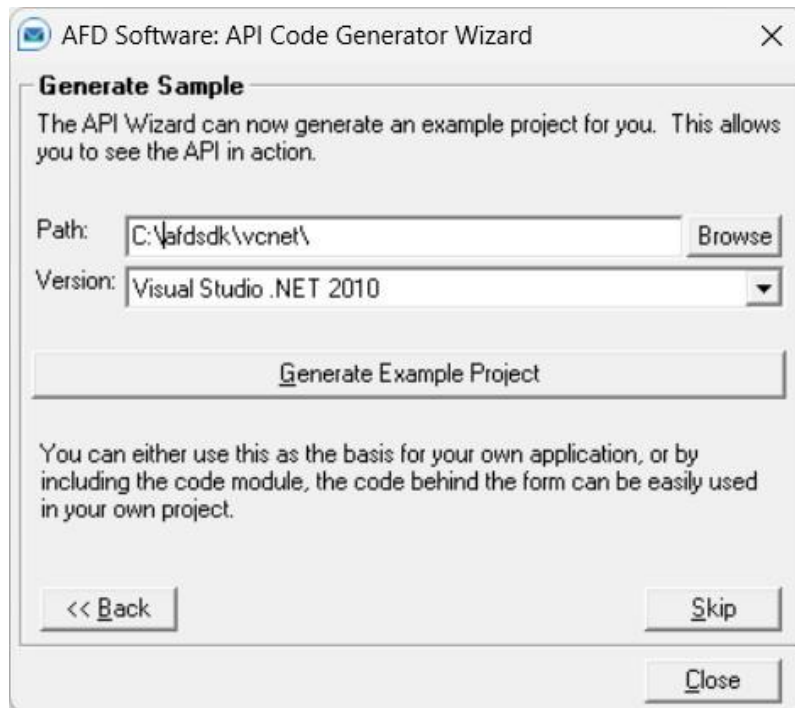 AFD Software: API Code Generator Wizard
Generate Sample
The API Wizard can now generate an example project for you. This allows
you to see the API in action.
Path: C:\afdsdk\vcnet\ Browse
Version: Visual Studio .NET 2010
Generate Example Project
You can either use this as the basis for your own application, or by
including the code module, the code behind the form can be easily used
in your own project.
<< Back Skip
Close